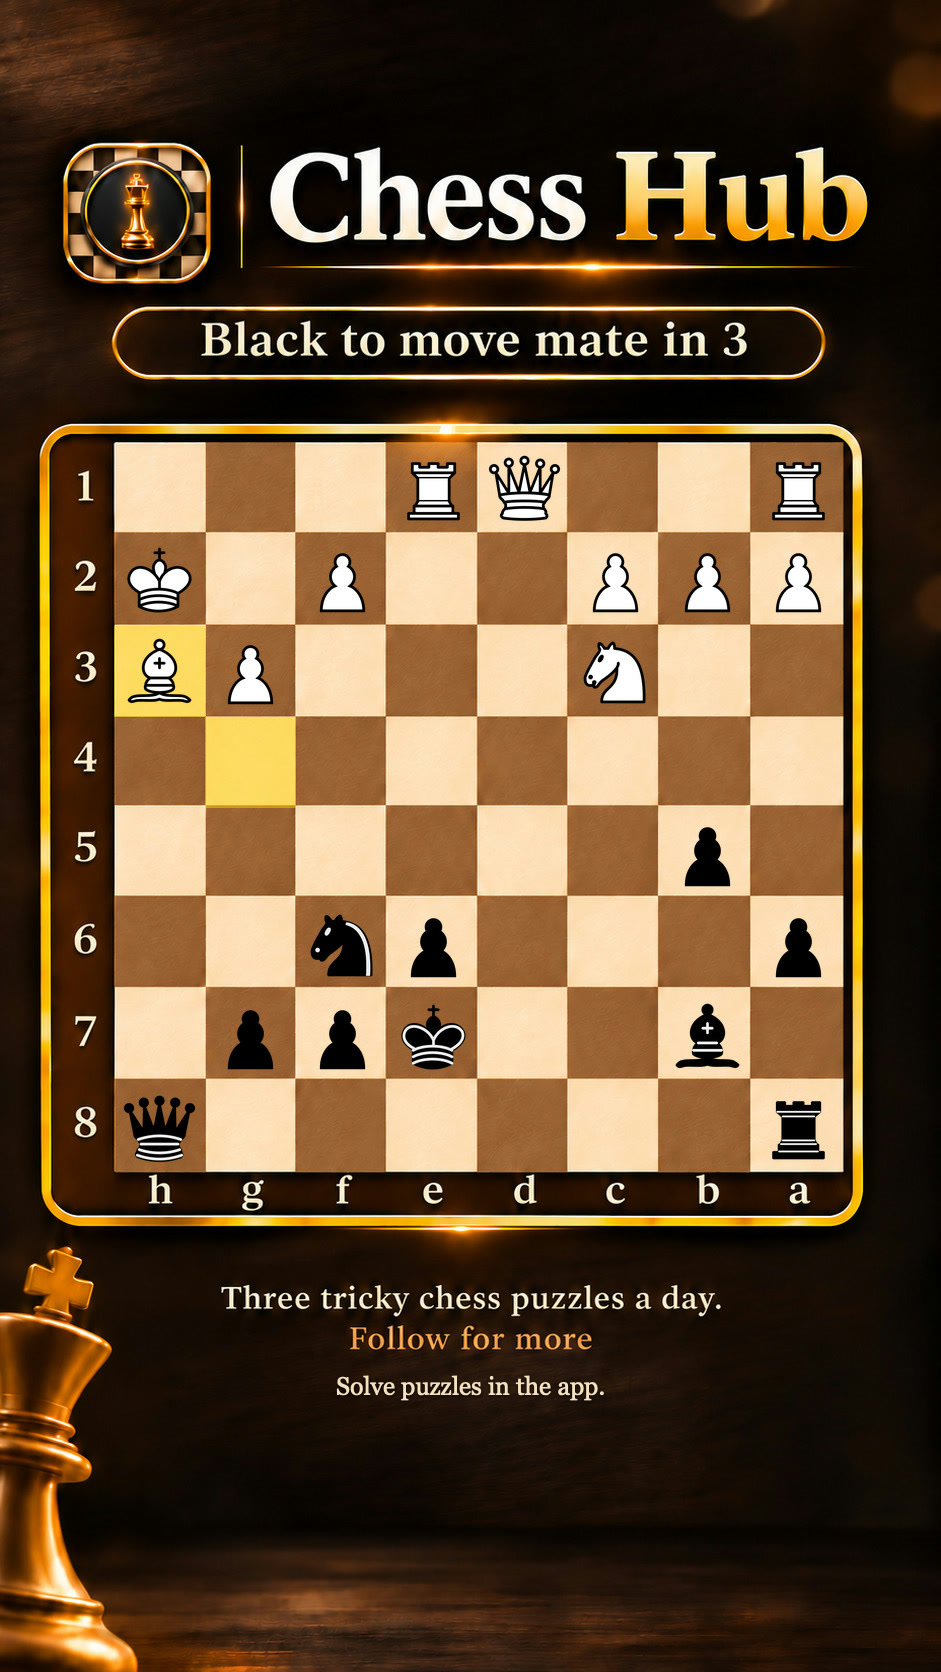 Chess Hub
Black to move mate in 3
1
2
3
4
5
6
7
8
h g f e d c b a
Three tricky chess puzzles a day.
Follow for more
Solve puzzles in the app.